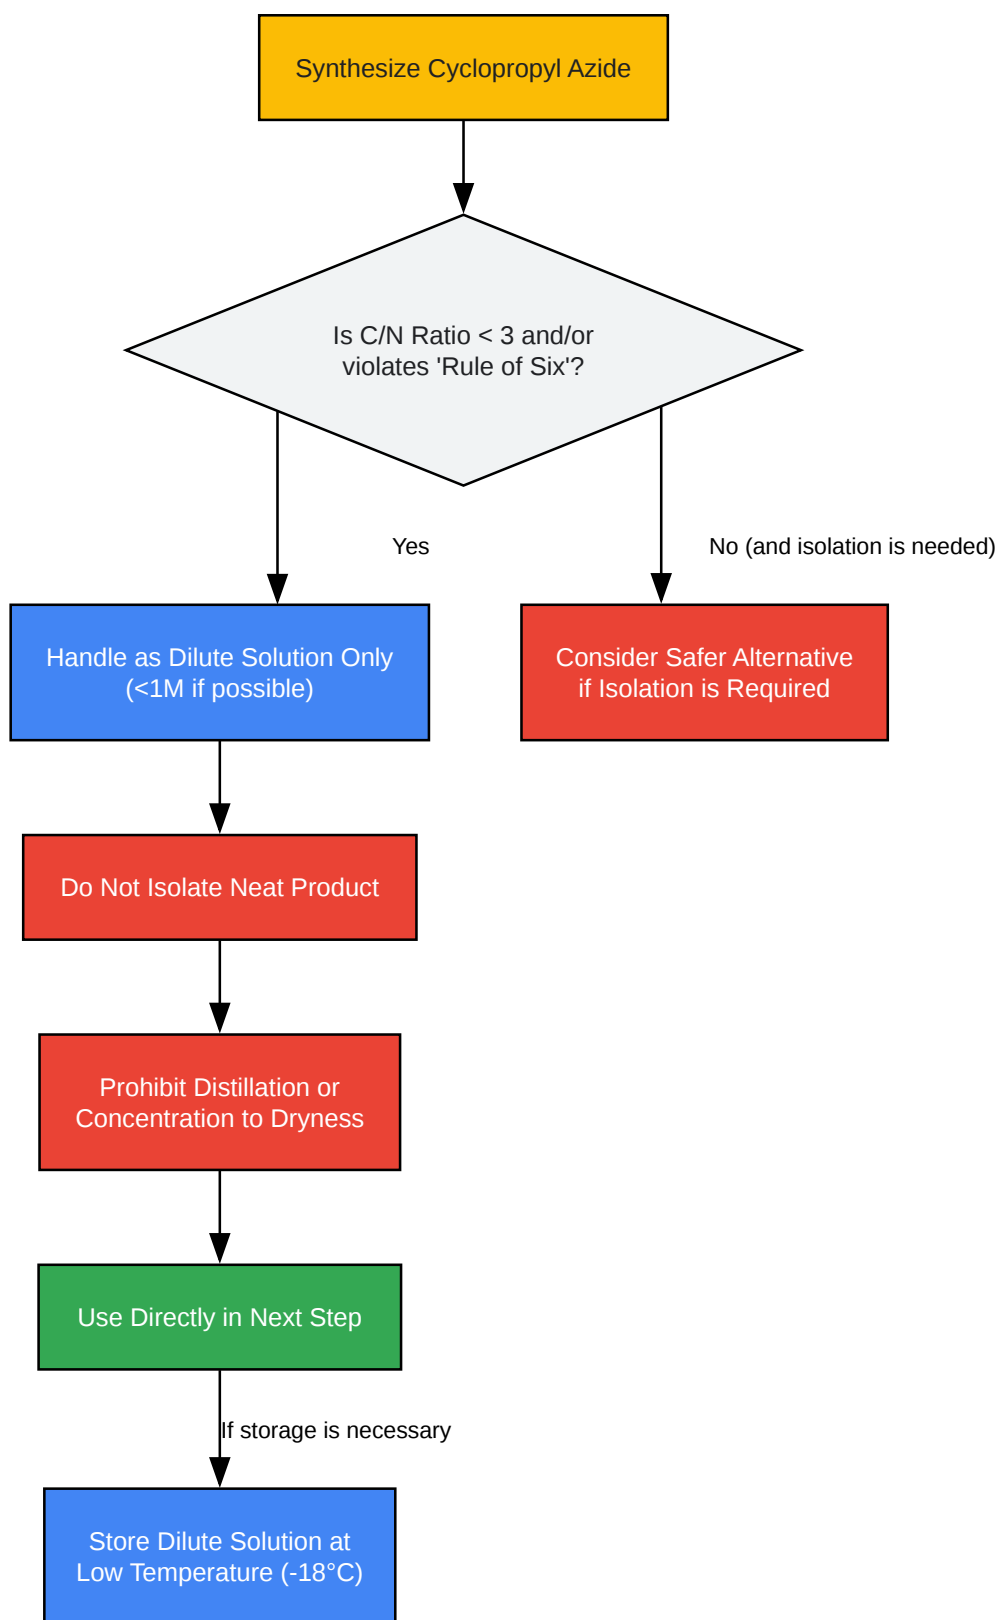 Synthesize Cyclopropyl Azide
Is C/N Ratio < 3 and/or
violates 'Rule of Six'?
Yes
No (and isolation is needed)
Handle as Dilute Solution Only
(<1M if possible)
Consider Safer Alternative
if Isolation is Required
Do Not Isolate Neat Product
Prohibit Distillation or
Concentration to Dryness
Use Directly in Next Step
If storage is necessary
Store Dilute Solution at
Low Temperature (-18°C)